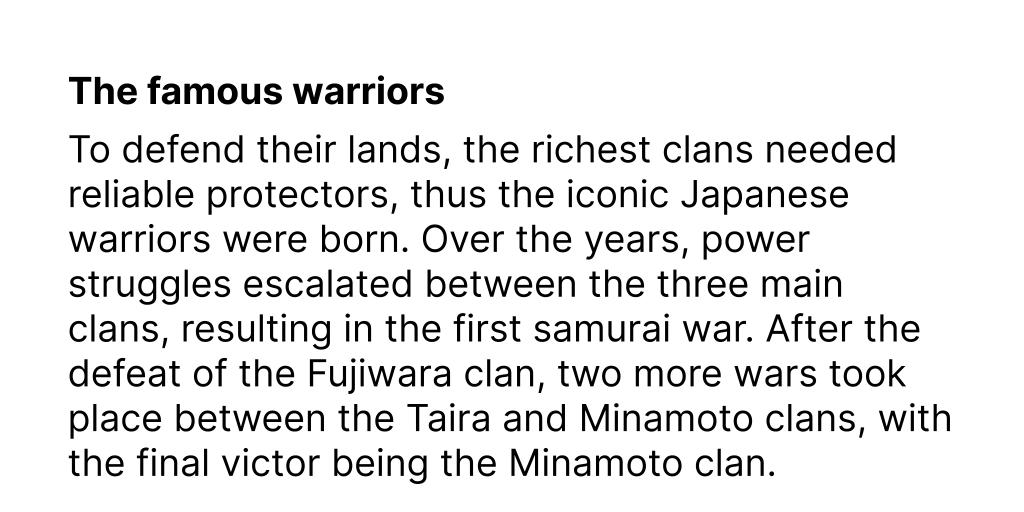 The famous warriors
To defend their lands, the richest clans needed
reliable protectors, thus the iconic Japanese
warriors were born. Over the years, power
struggles escalated between the three main
clans, resulting in the first samurai war. After the
defeat of the Fujiwara clan, two more wars took
place between the Taira and Minamoto clans, with
the final victor being the Minamoto clan.